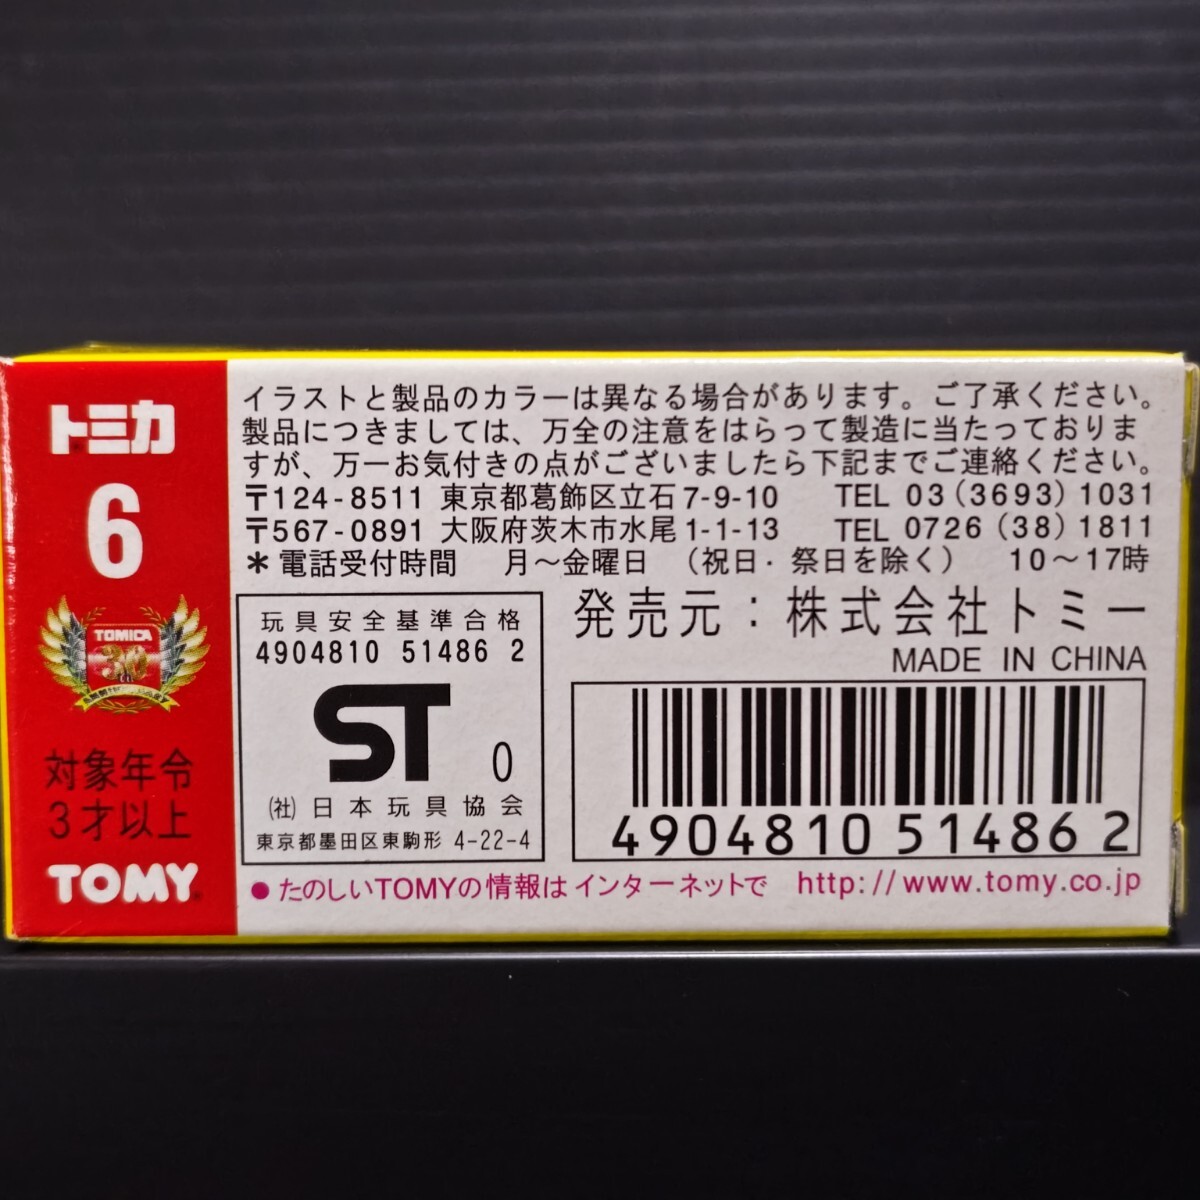 トミカ
6
TOMICA
30th
対象年令
3才以上
TOMY
イラストと製品のカラーは異なる場合があります。ご了承ください。
製品につきましては、万全の注意をはらって製造に当たっておりま
すが、万一お気付きの点がございましたら下記までご連絡ください。
〒124-8511 東京都葛飾区立石7-9-10 TEL 03(3693)1031
〒567-0891 大阪府茨木市水尾1-1-13 TEL 0726(38)1811
*電話受付時間 月〜金曜日 (祝日・祭日を除く) 10〜17時
玩具安全基準合格
4904810 51486 2
ST 0
(社)日本玩具協会
東京都墨田区東駒形 4-22-4
発売元:株式会社トミー
MADE IN CHINA
4904810514862
●たのしいTOMYの情報はインターネットで http://www.tomy.co.jp